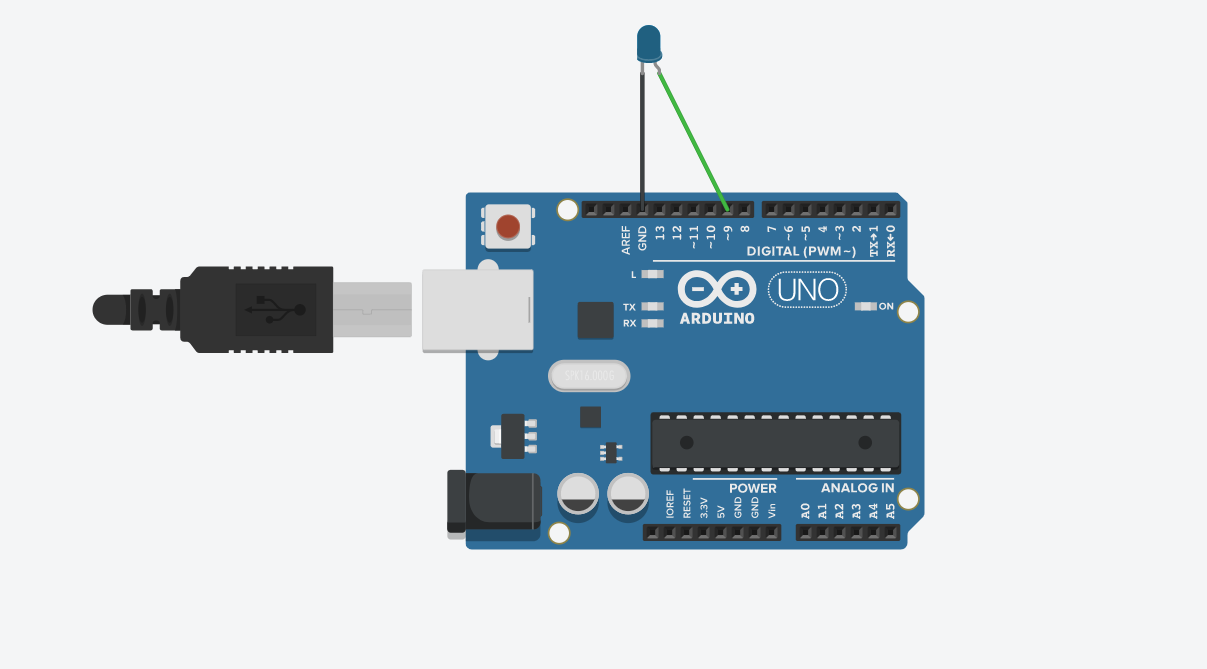 AREF
GND
13
12
~11
~10
~9
8
7
~6
~5
4
~3
2
TX→1
RX←0
DIGITAL (PWM~)
L
TX
RX
ARDUINO
UNO
ON
IOREF
RESET
3.3V
5V
GND
GND
Vin
POWER
ANALOG IN
A0
A1
A2
A3
A4
A5